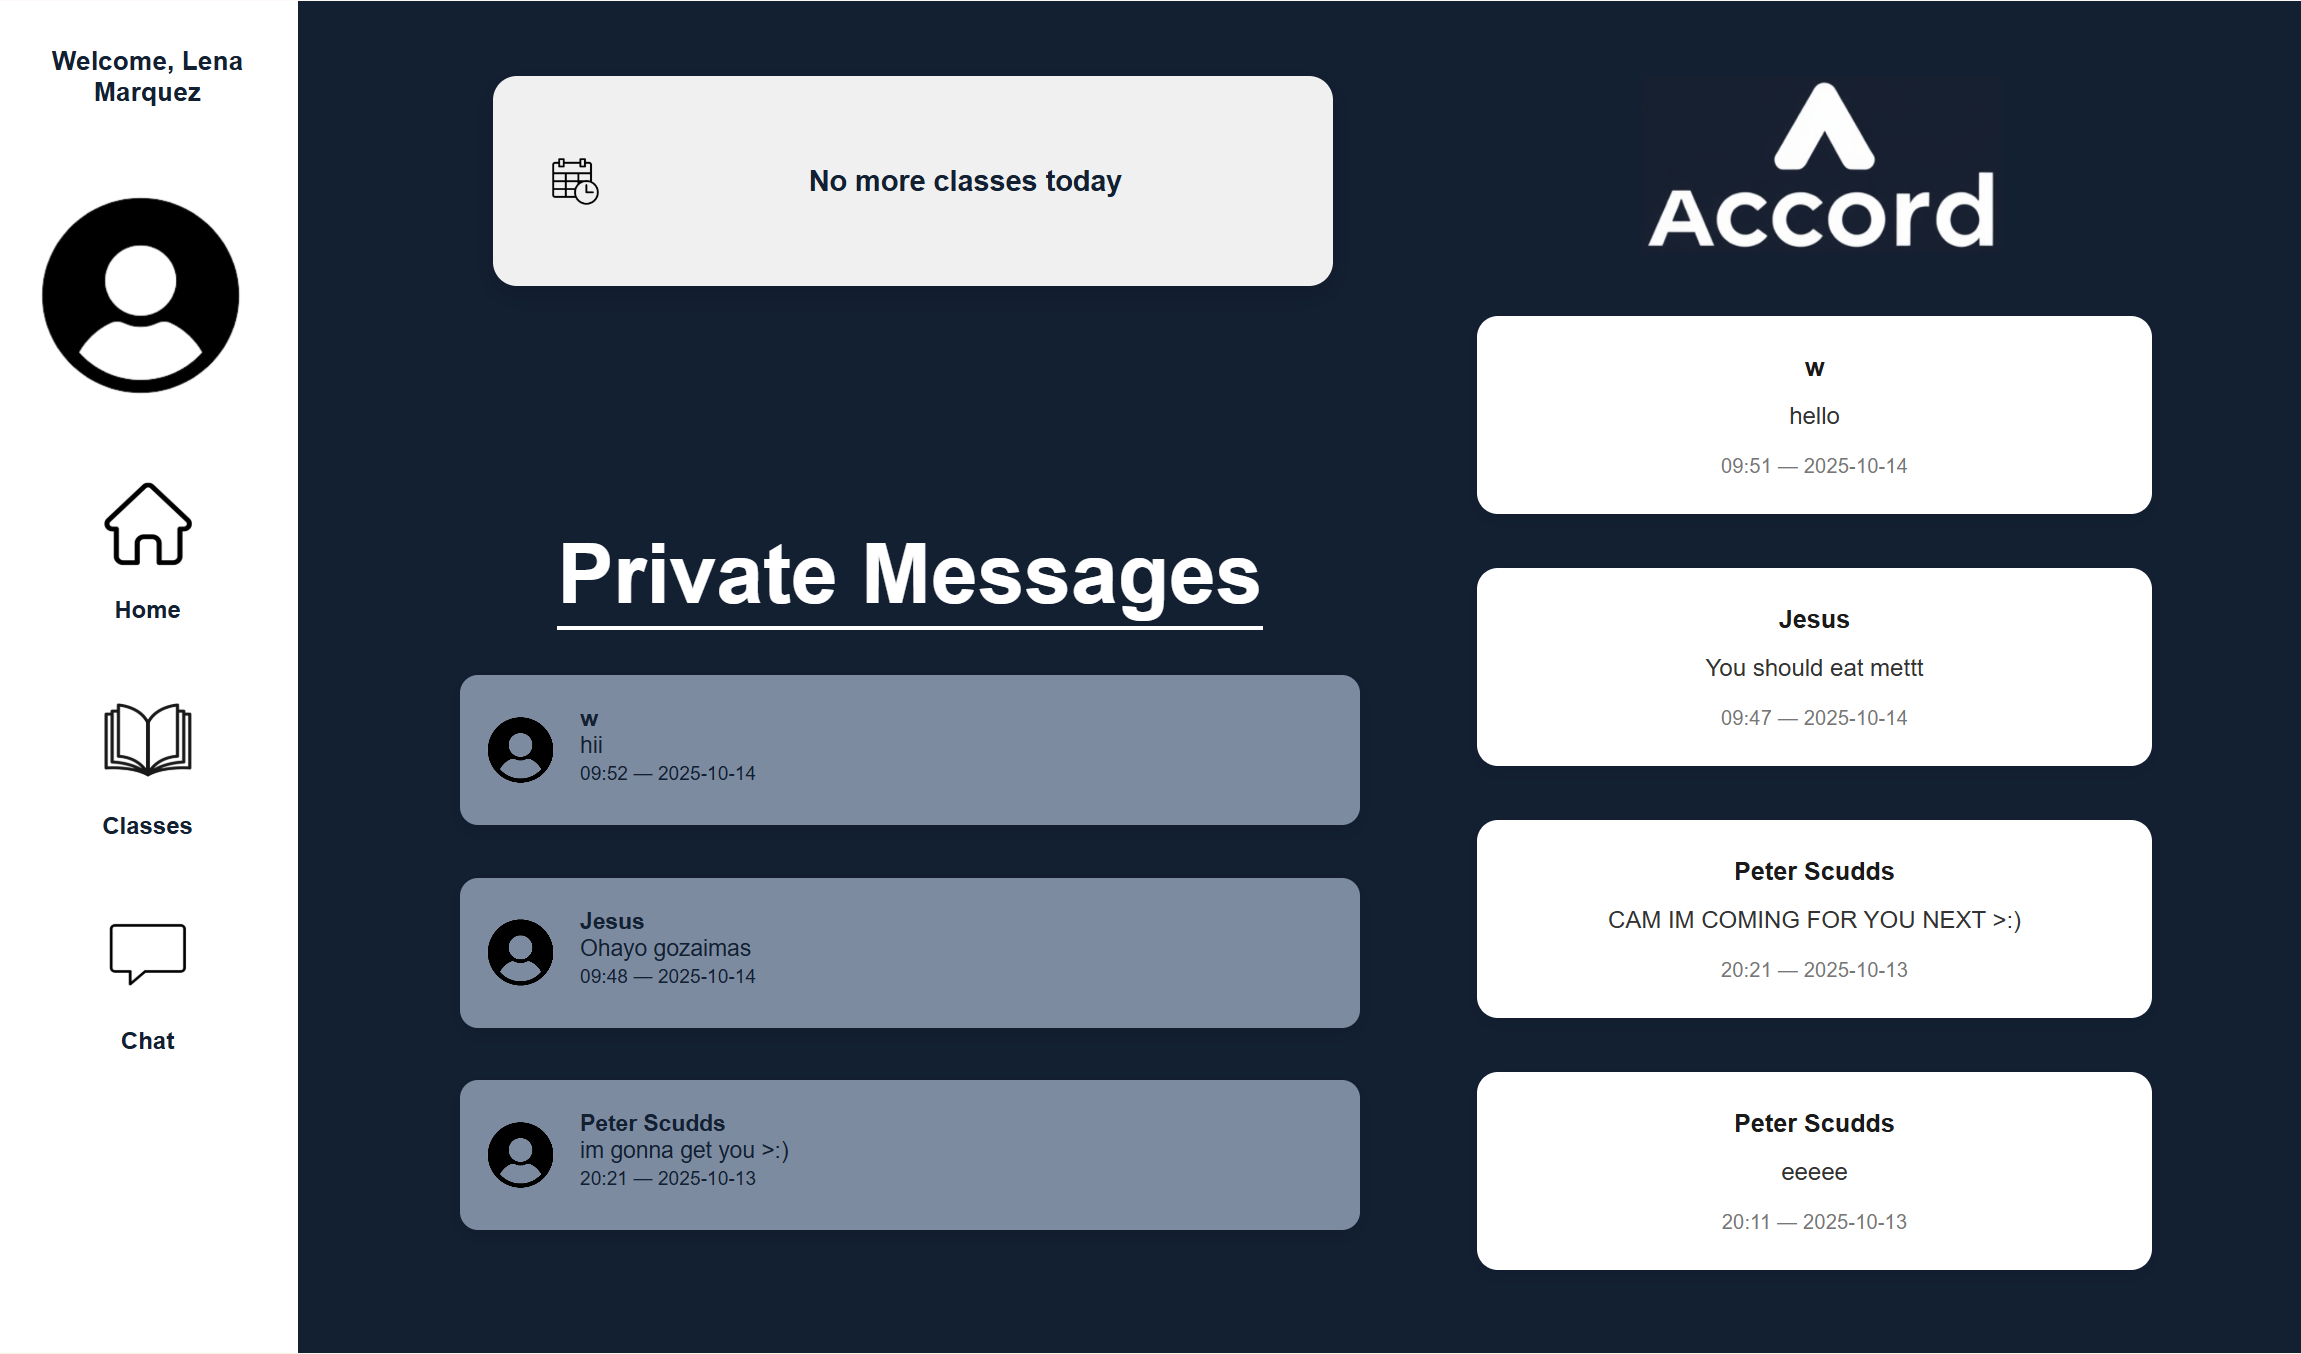 Welcome, Lena
Marquez
Home
Classes
Chat
No more classes today
Private Messages
w
hii
09:52 — 2025-10-14
Jesus
Ohayo gozaimas
09:48 — 2025-10-14
Peter Scudds
im gonna get you >:)
20:21 — 2025-10-13
Accord
w
hello
09:51 — 2025-10-14
Jesus
You should eat mettt
09:47 — 2025-10-14
Peter Scudds
CAM IM COMING FOR YOU NEXT >:)
20:21 — 2025-10-13
Peter Scudds
eeeee
20:11 — 2025-10-13